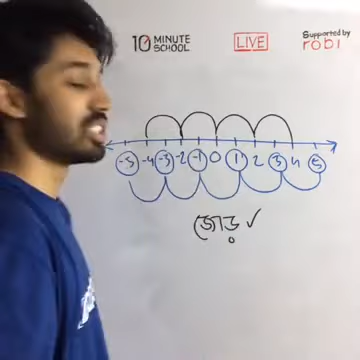 10 MINUTE SCHOOL
LIVE
Supported by
robi
-5 -4 -3 -2 -1 0 1 2 3 4 5
জোড় ✓